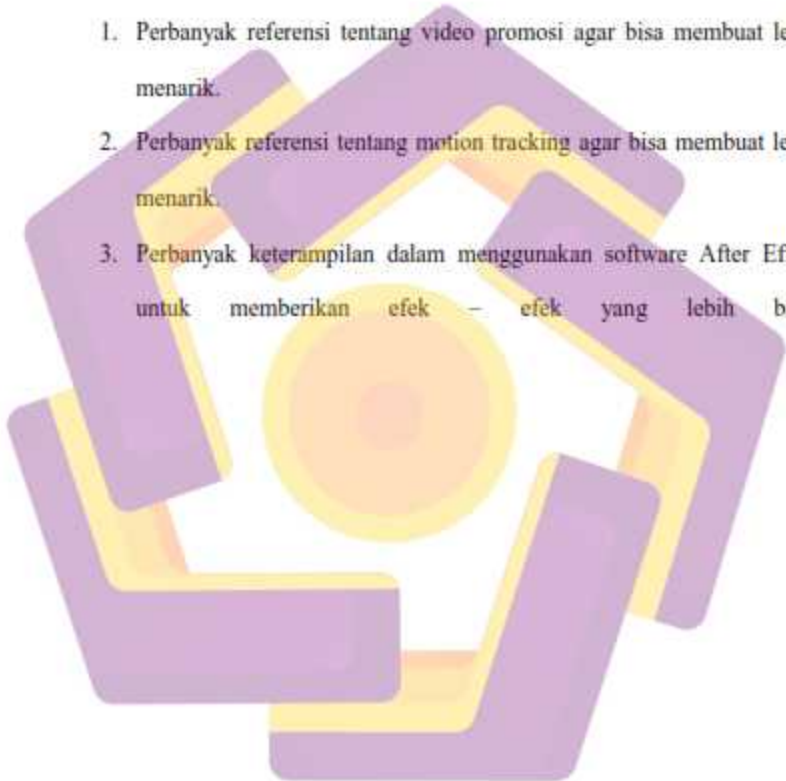 1. Perbanyak referensi tentang video promosi agar bisa membuat le
menarik.
2. Perbanyak referensi tentang motion tracking agar bisa membuat le
menarik.
3. Perbanyak keterampilan dalam menggunakan software After Ef
untuk memberikan efek – efek yang lebih b